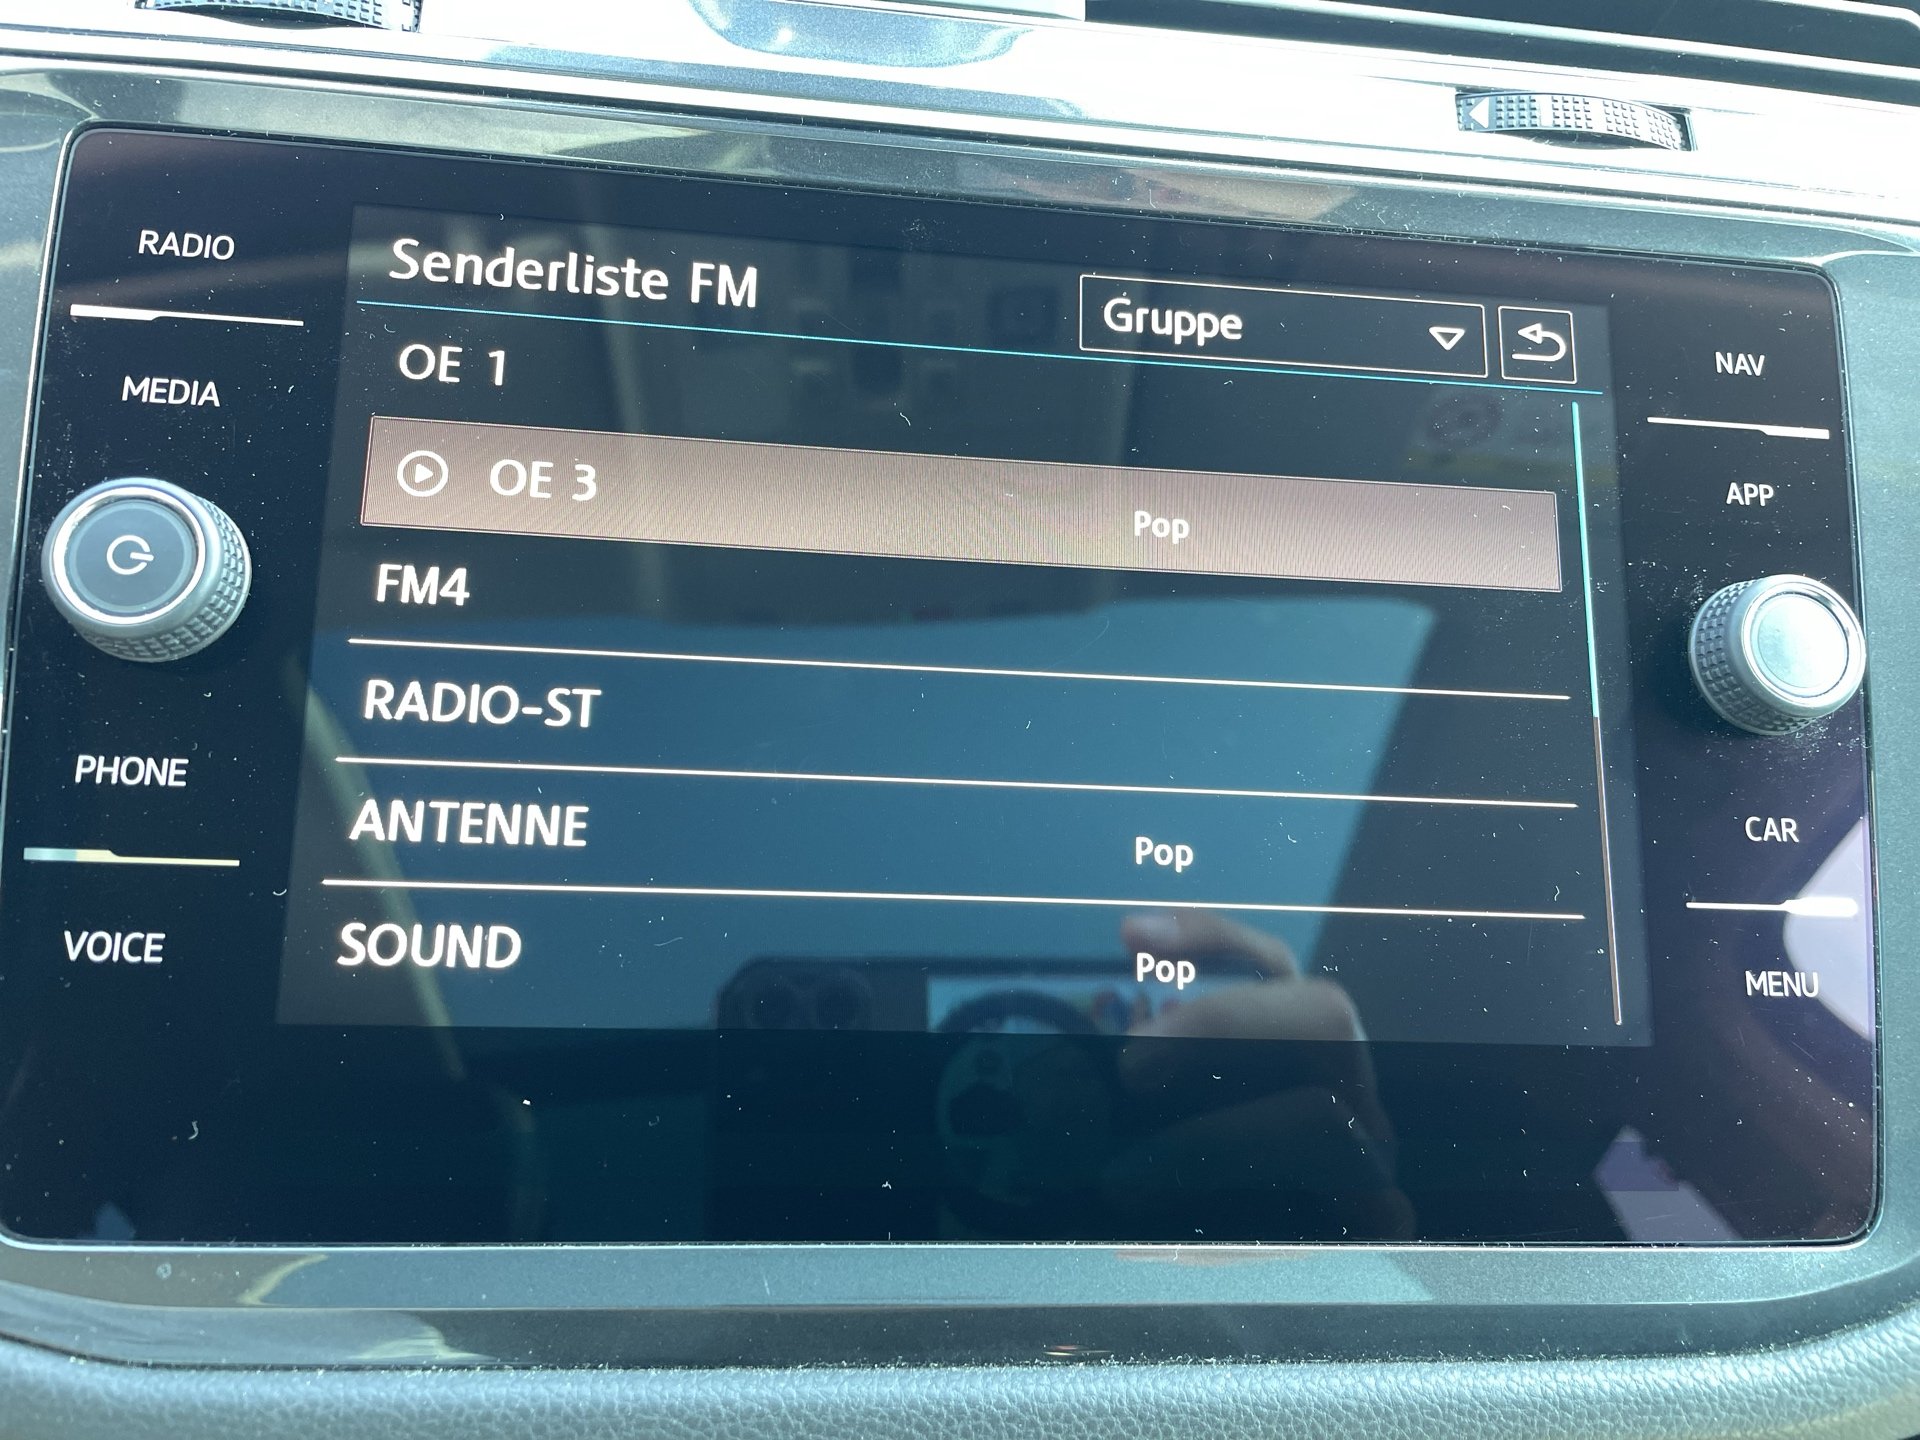 RADIO
MEDIA
PHONE
VOICE
Senderliste FM
Gruppe
OE 1
OE 3 Pop
FM4
RADIO-ST
ANTENNE Pop
SOUND Pop
NAV
APP
CAR
MENU